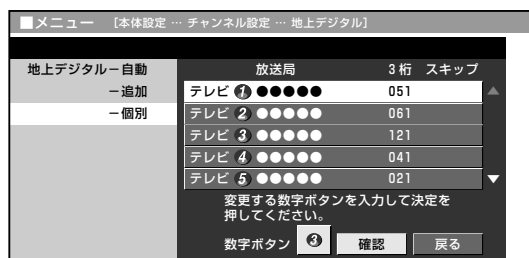 ■メニュー [本体設定 … チャンネル設定 … 地上デジタル]
地上デジタル－自動
－追加
－個別
放送局 3桁 スキップ
テレビ ❶ ●●●●● 051
テレビ ❷ ●●●●● 061
テレビ ❸ ●●●●● 121
テレビ ❹ ●●●●● 041
テレビ ❺ ●●●●● 021
変更する数字ボタンを入力して決定を
押してください。
数字ボタン ❸ 確認 戻る